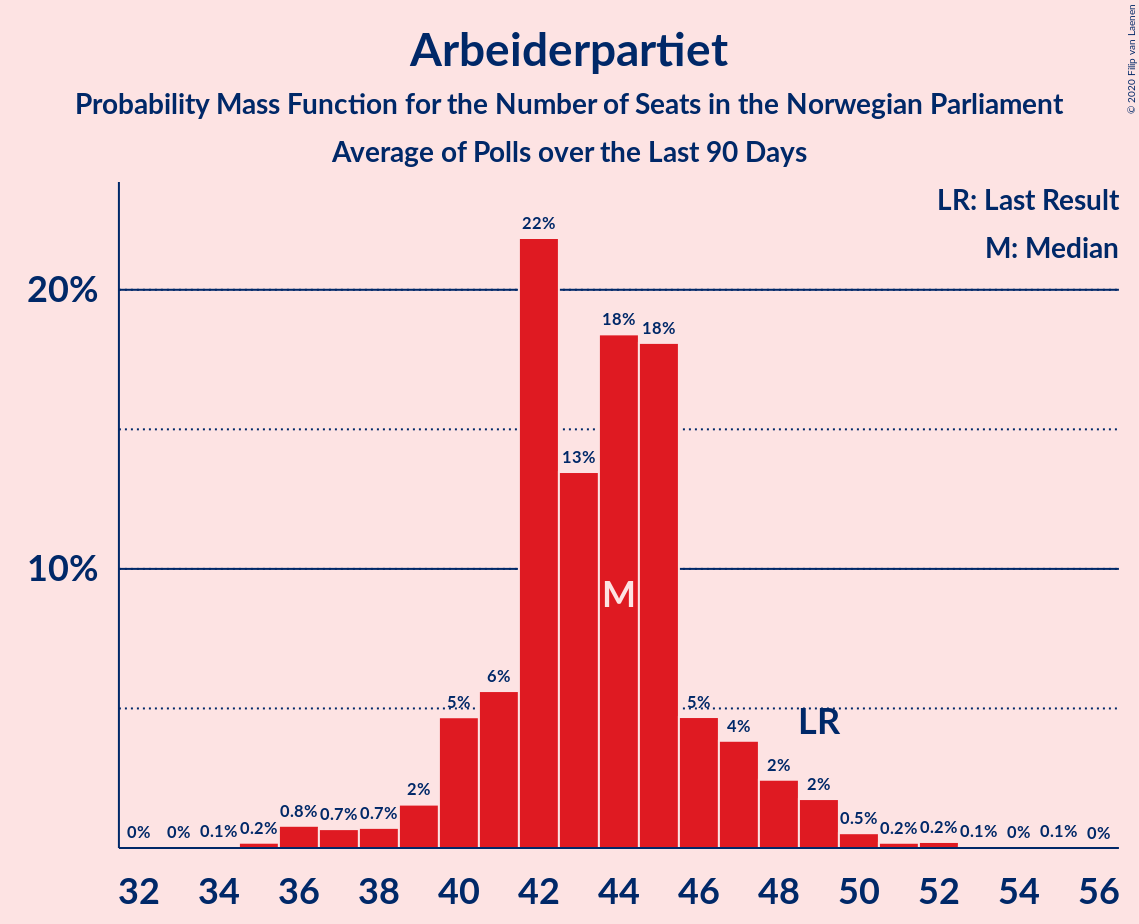 Arbeiderpartiet
Probability Mass Function for the Number of Seats in the Norwegian Parliament
Average of Polls over the Last 90 Days
© 2020 Filip van Laenen
LR: Last Result
M: Median
20%
10%
0% 0% 0.1% 0.2% 0.8% 0.7% 0.7% 2% 5% 6% 22% 13% 18% 18% 5% 4% 2% 2% 0.5% 0.2% 0.2% 0.1% 0% 0.1% 0%
M
LR
32 34 36 38 40 42 44 46 48 50 52 54 56